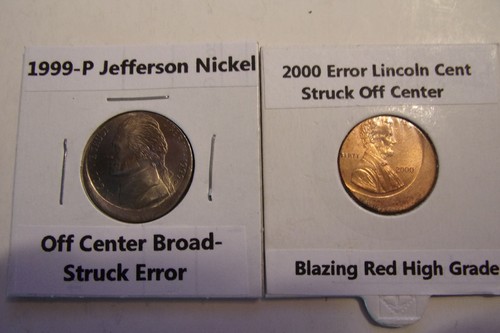 1999-P Jefferson Nickel
Off Center Broad-
Struck Error
2000 Error Lincoln Cent
Struck Off Center
2000
Blazing Red High Grade